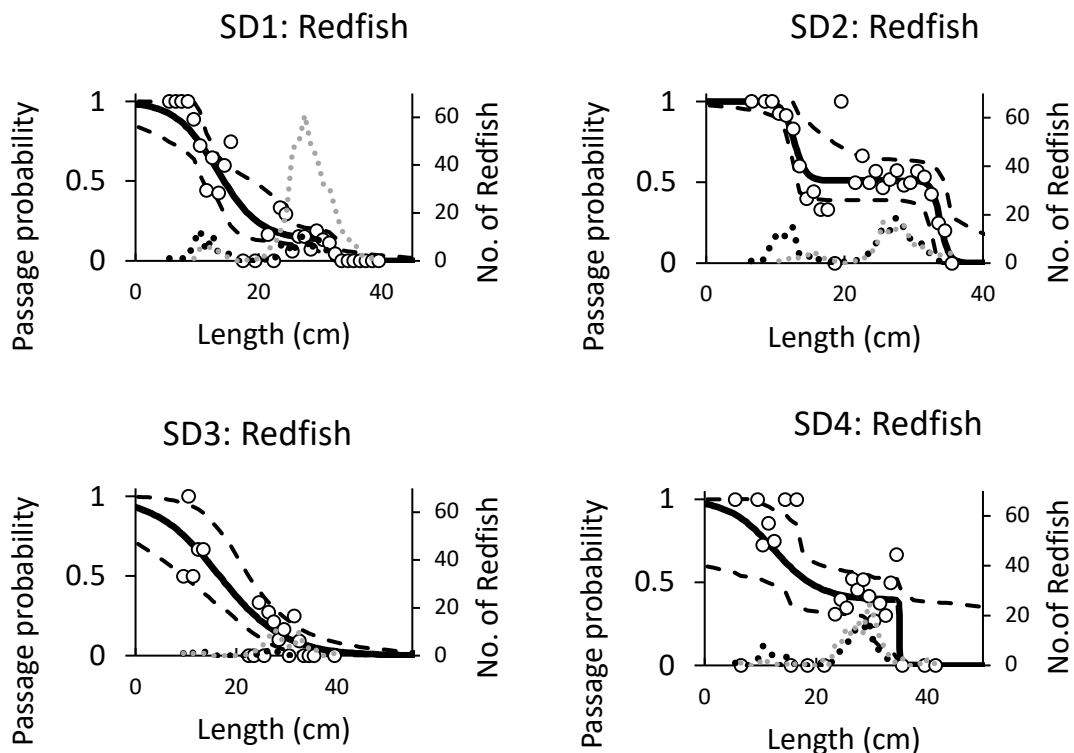 SD1: Redfish
Passage probability
1
0.5
0
60
40
20
0
No. of Redfish
0 20 40
Length (cm)
SD2: Redfish
Passage probability
1
0.5
0
60
40
20
0
No. of Redfish
0 20 40
Length (cm)
SD3: Redfish
Passage probability
1
0.5
0
60
40
20
0
No. of Redfish
0 20 40
Length (cm)
SD4: Redfish
Passage probability
1
0.5
0
60
40
20
0
No.of Redfish
0 20 40
Length (cm)